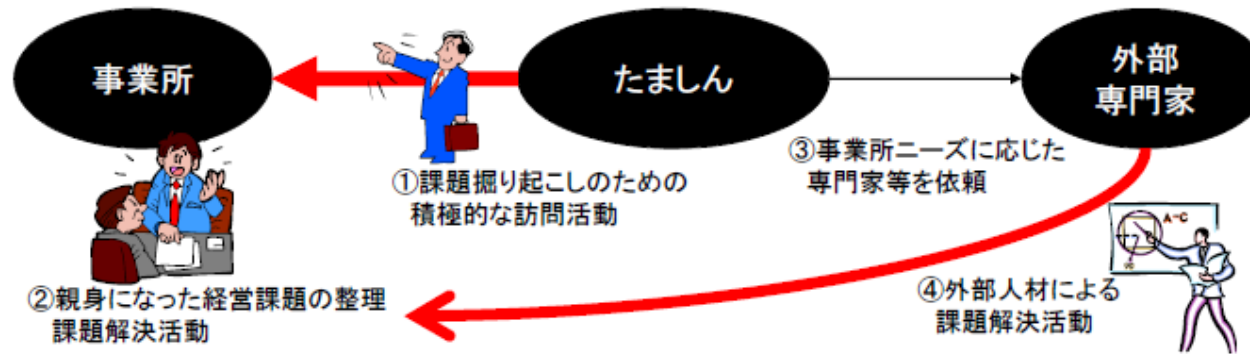 事業所
たましん
外部
専門家
①課題掘り起こしのための
積極的な訪問活動
②親身になった経営課題の整理
課題解決活動
③事業所ニーズに応じた
専門家等を依頼
④外部人材による
課題解決活動
A-C